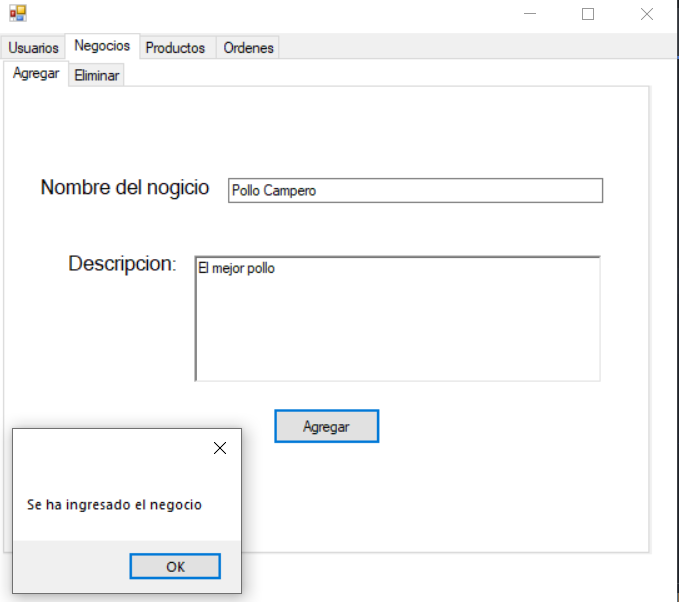 Usuarios Negocios Productos Ordenes
Agregar Eliminar
Nombre del nogicio Pollo Campero
Descripcion: El mejor pollo
Agregar
Se ha ingresado el negocio
OK